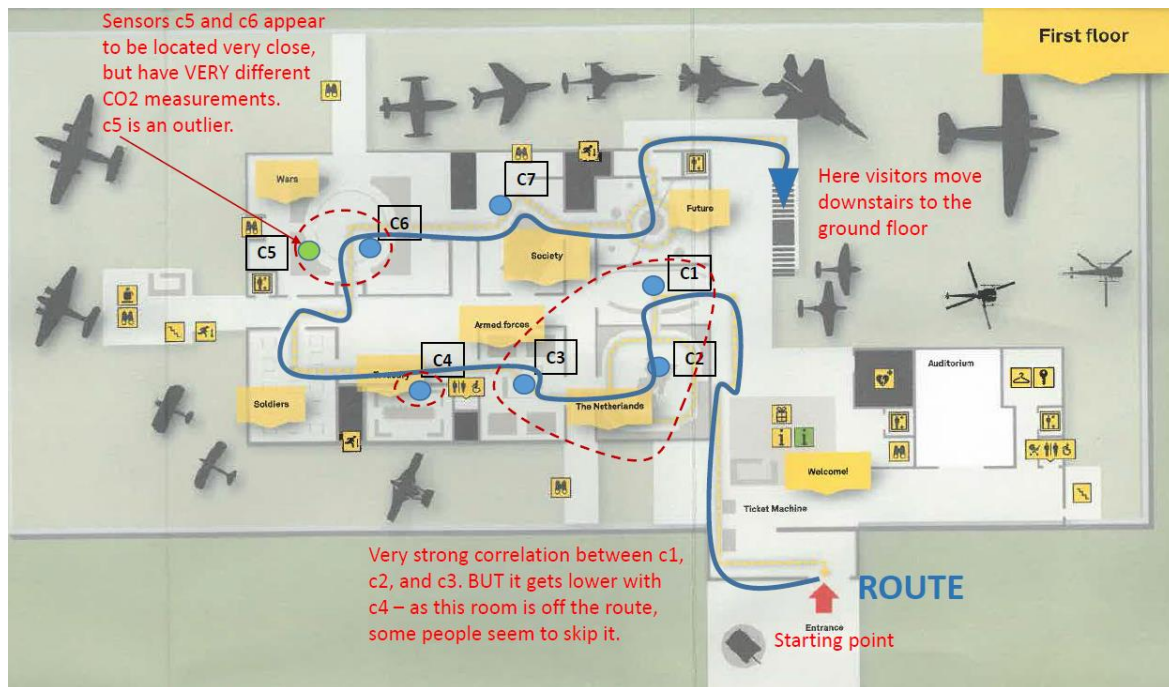 Sensors c5 and c6 appear
to be located very close,
but have VERY different
CO2 measurements.
c5 is an outlier.
First floor
Wars
C7
C6
C5
Future
Here visitors move
downstairs to the
ground floor
Society
C1
Armed forces
C4
C3
C2
Soldiers
The Netherlands
Auditorium
i i
Welcome!
Ticket Machine
Very strong correlation between c1,
c2, and c3. BUT it gets lower with
c4 – as this room is off the route,
some people seem to skip it.
ROUTE
Entrance
Starting point